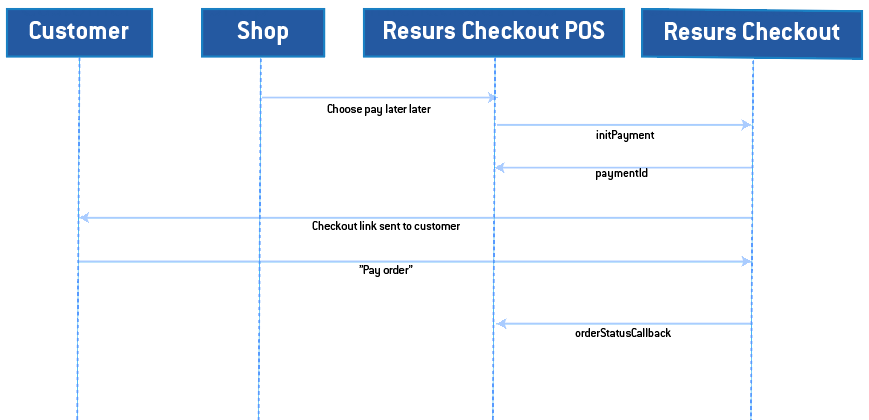 Customer
Shop
Resurs Checkout POS
Resurs Checkout
Choose pay later later
initPayment
paymentId
Checkout link sent to customer
"Pay order"
orderStatusCallback